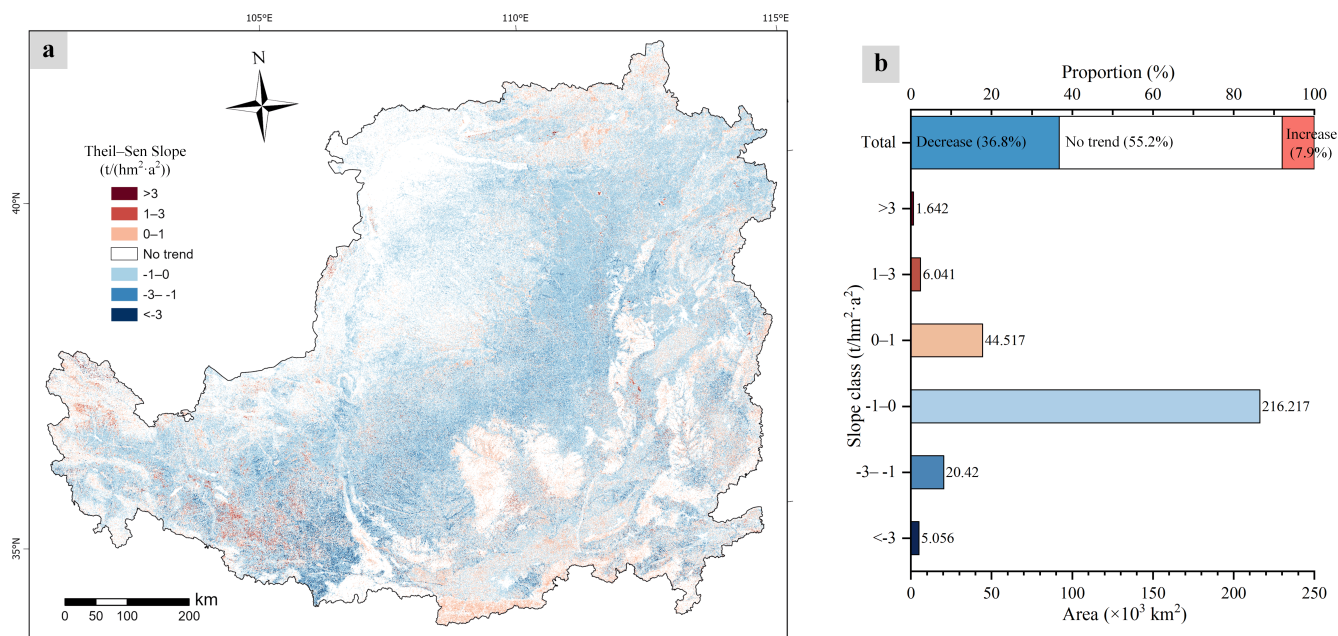 105°E
110°E
115°E
a
N
Theil–Sen Slope
(t/(hm²·a²))
>3
1–3
0–1
No trend
-1–0
-3– -1
<-3
40°N
35°N
km
0 50 100 200
b
Proportion (%)
0 20 40 60 80 100
Total
Decrease (36.8%)
No trend (55.2%)
Increase
(7.9%)
>3
1.642
1–3
6.041
0–1
44.517
-1–0
216.217
-3– -1
20.42
<-3
5.056
Slope class (t/hm²·a²)
0 50 100 150 200 250
Area (×10³ km²)